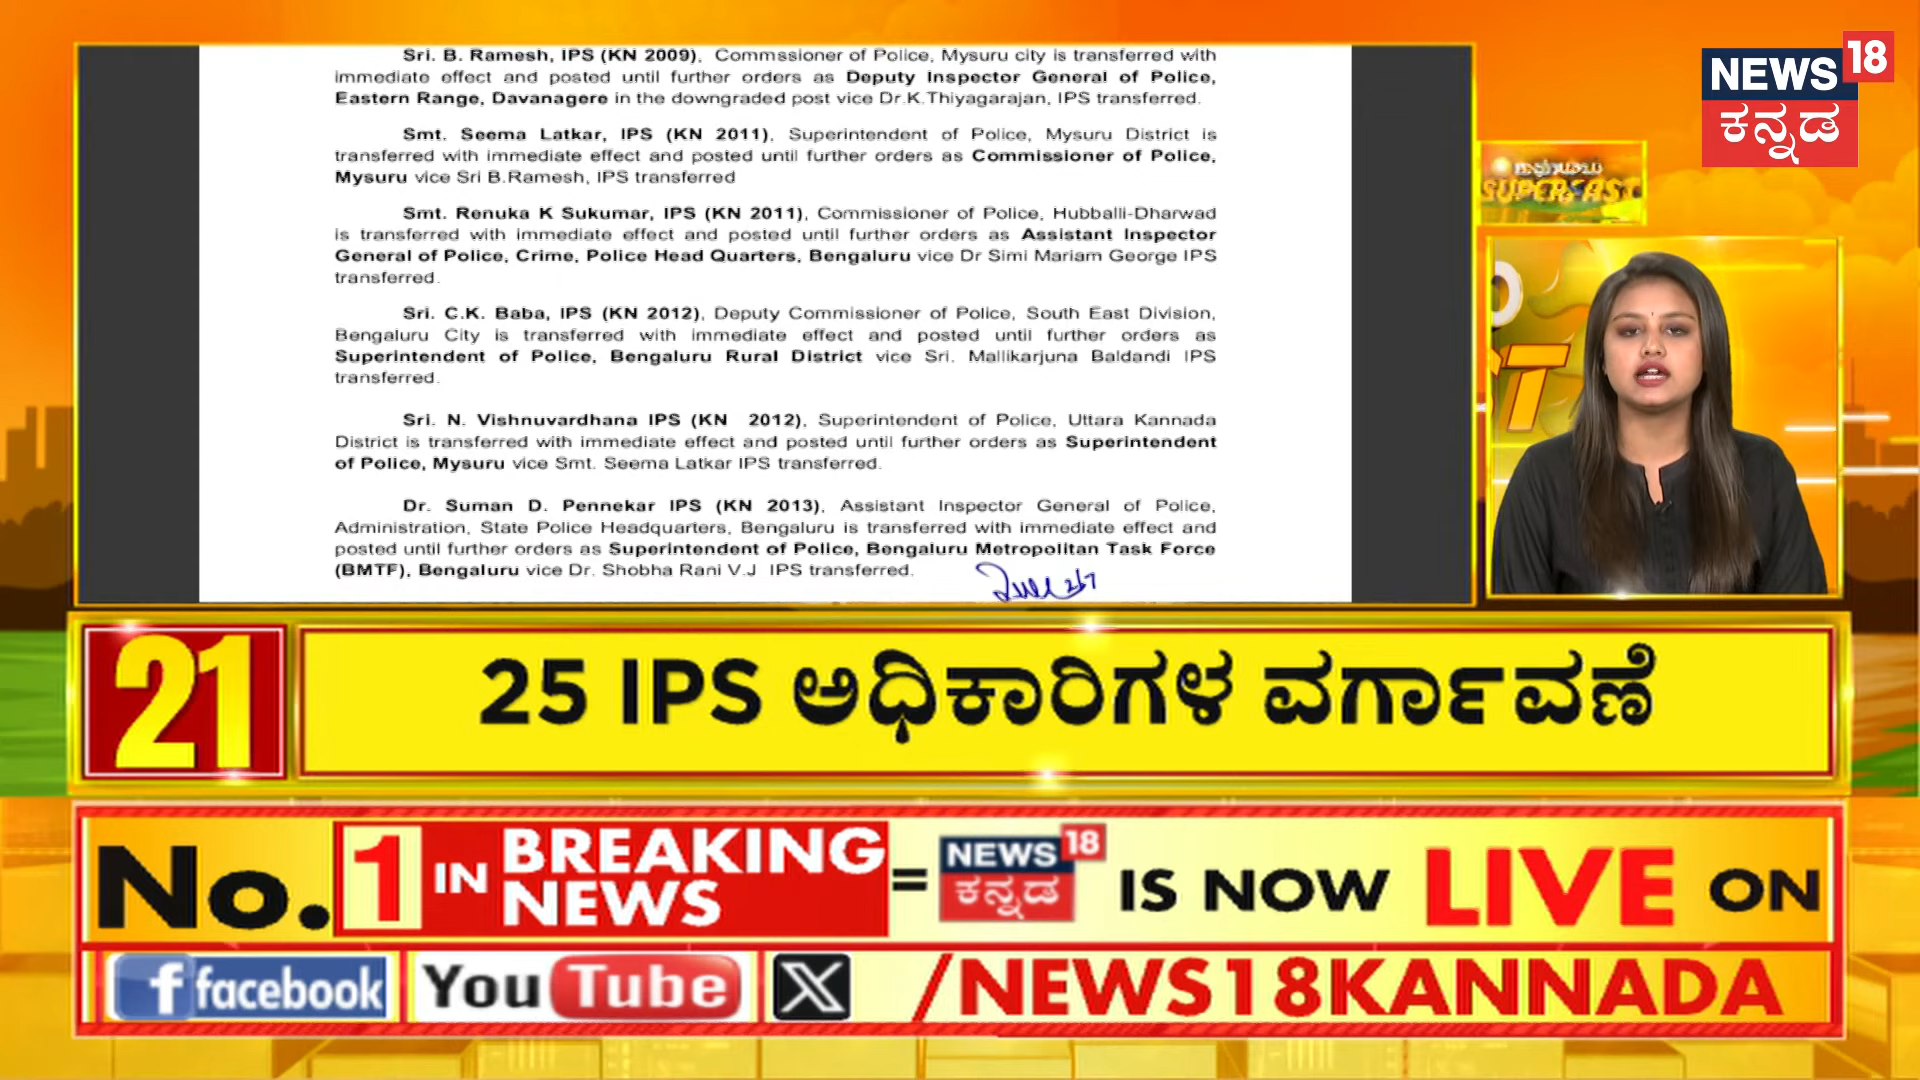 Sri. B. Ramesh, IPS (KN 2009), Commssioner of Police, Mysuru city is transferred with
immediate effect and posted until further orders as Deputy Inspector General of Police,
Eastern Range, Davanagere in the downgraded post vice Dr.K.Thiyagarajan, IPS transferred.
Smt. Seema Latkar, IPS (KN 2011), Superintendent of Police, Mysuru District is
transferred with immediate effect and posted until further orders as Commissioner of Police,
Mysuru vice Sri B.Ramesh, IPS transferred
Smt. Renuka K Sukumar, IPS (KN 2011), Commissioner of Police, Hubballi-Dharwad
is transferred with immediate effect and posted until further orders as Assistant Inspector
General of Police, Crime, Police Head Quarters, Bengaluru vice Dr Simi Mariam George IPS
transferred.
Sri. C.K. Baba, IPS (KN 2012), Deputy Commissioner of Police, South East Division,
Bengaluru City is transferred with immediate effect and posted until further orders as
Superintendent of Police, Bengaluru Rural District vice Sri. Mallikarjuna Baldandi IPS
transferred.
Sri. N. Vishnuvardhana IPS (KN 2012), Superintendent of Police, Uttara Kannada
District is transferred with immediate effect and posted until further orders as Superintendent
of Police, Mysuru vice Smt. Seema Latkar IPS transferred.
Dr. Suman D. Pennekar IPS (KN 2013), Assistant Inspector General of Police,
Administration, State Police Headquarters, Bengaluru is transferred with immediate effect and
posted until further orders as Superintendent of Police, Bengaluru Metropolitan Task Force
(BMTF), Bengaluru vice Dr. Shobha Rani V.J IPS transferred.
NEWS 18
ಕನ್ನಡ
SUPERFAST
21
25 IPS ಅಧಿಕಾರಿಗಳ ವರ್ಗಾವಣೆ
No. 1 IN BREAKING NEWS = NEWS 18 ಕನ್ನಡ IS NOW LIVE ON
facebook YouTube X /NEWS18KANNADA